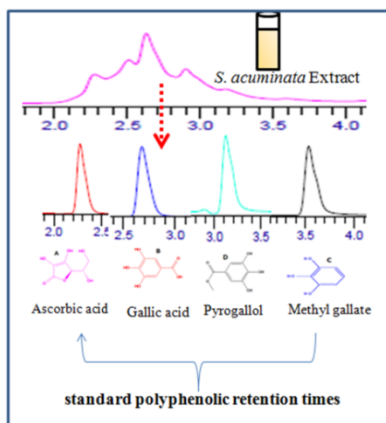 S. acuminata Extract
2.0 2.5 3.0 3.5 4.0
2.0 2.5 2.5 3.0 3.0 3.5 3.5 4.0
A B D C
Ascorbic acid Gallic acid Pyrogallol Methyl gallate
standard polyphenolic retention times